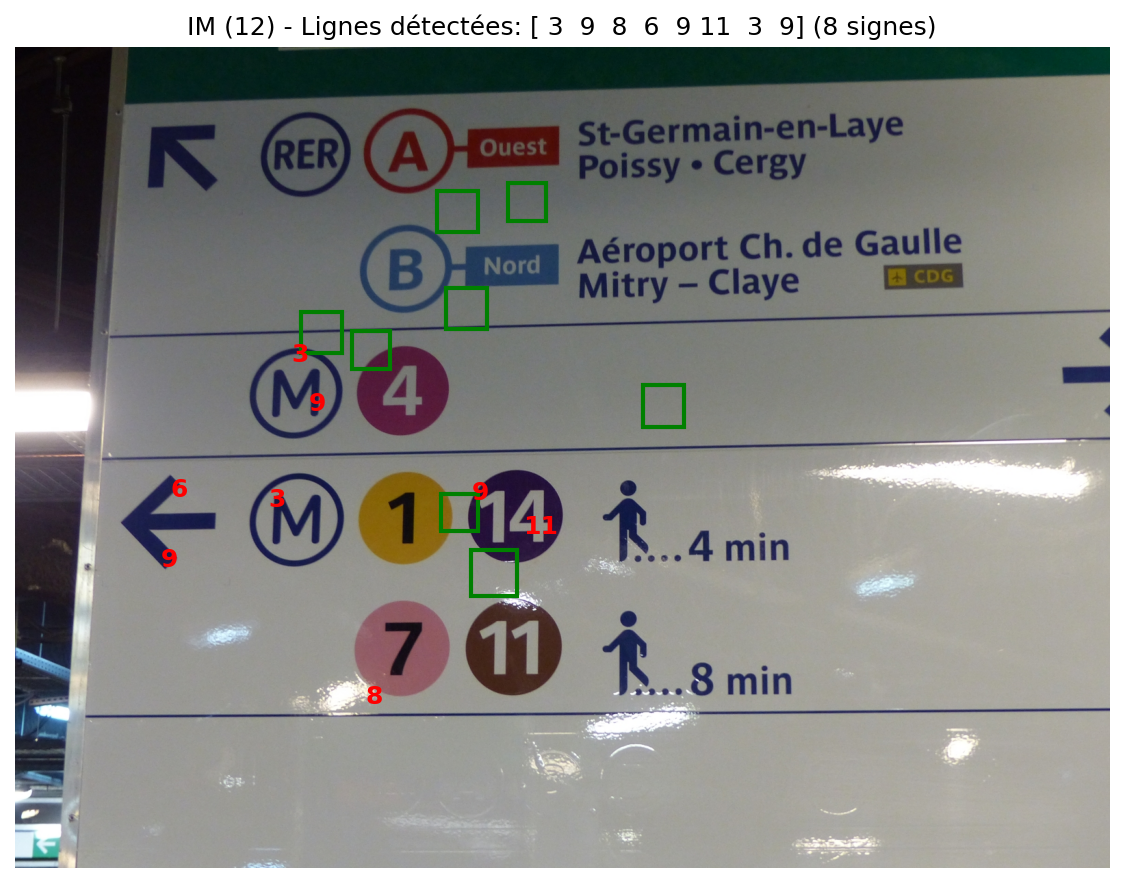 IM (12) - Lignes détectées: [ 3 9 8 6 9 11 3 9] (8 signes)
RER A Ouest St-Germain-en-Laye
Poissy • Cergy
B Nord Aéroport Ch. de Gaulle
Mitry – Claye CDG
3
M 4
9
6 3 9
M 1 14 11
9
4 min
7 11
8 min
8